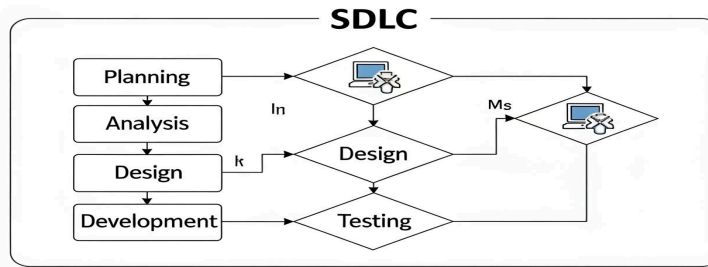 SDLC
Planning
Analysis
In
Ms
Design
Design
Development
Testing